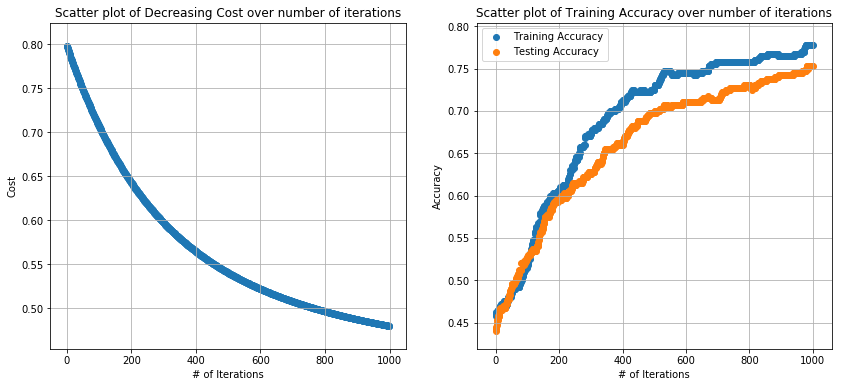 Scatter plot of Decreasing Cost over number of iterations
0.80
0.75
0.70
0.65
0.60
0.55
0.50
Cost
0 200 400 600 800 1000
# of Iterations
Scatter plot of Training Accuracy over number of iterations
Training Accuracy
Testing Accuracy
0.80
0.75
0.70
0.65
0.60
0.55
0.50
0.45
Accuracy
0 200 400 600 800 1000
# of Iterations